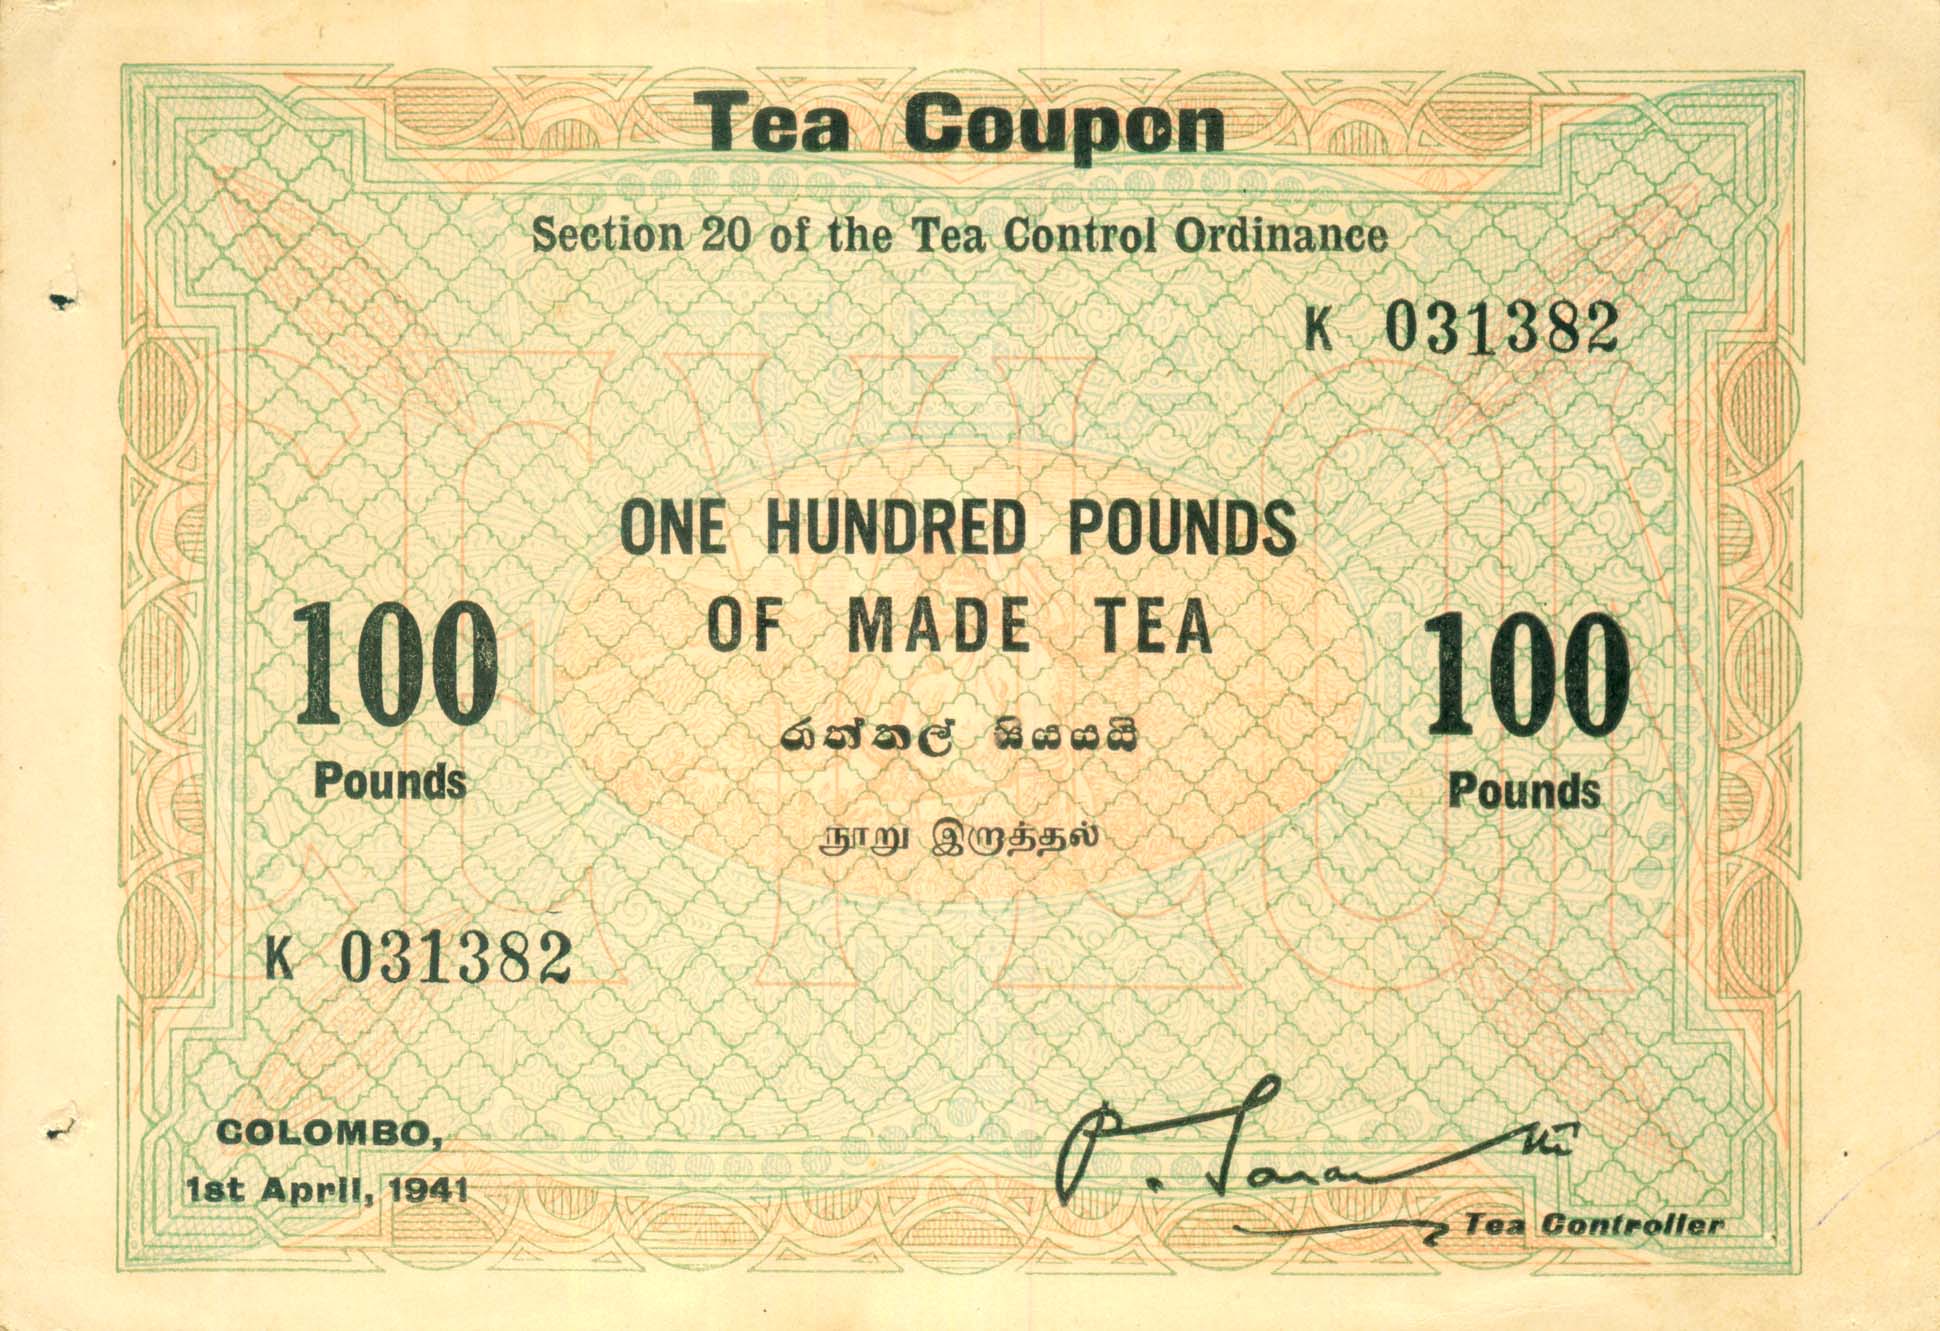 Tea Coupon
Section 20 of the Tea Control Ordinance
K 031382
ONE HUNDRED POUNDS
OF MADE TEA
100
Pounds
100
Pounds
රාත්තල් සියයයි
நூறு இறாத்தல்
K 031382
COLOMBO,
1st April, 1941
Tea Controller